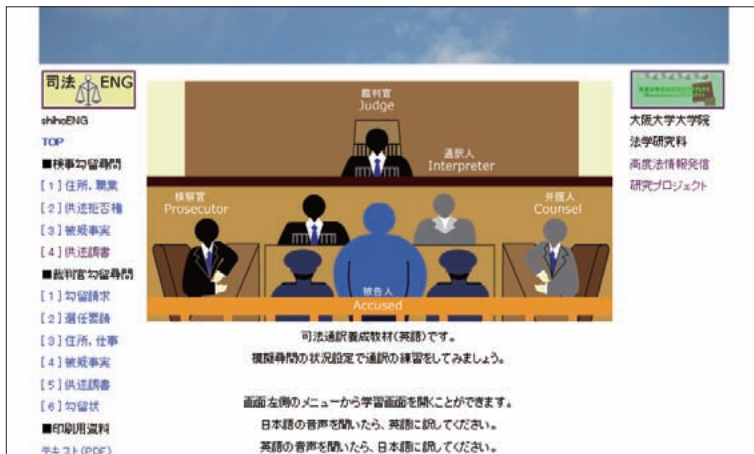 司法 ENG
shihoENG
TOP
■検事勾留尋問
[1]住所, 職業
[2]供述拒否権
[3]被疑事実
[4]供述調書
■裁判官勾留尋問
[1]勾留請求
[2]選任要請
[3]住所, 仕事
[4]被疑事実
[5]供述調書
[6]勾留状
■印刷用資料
テキスト(PDF)
裁判官
Judge
通訳人
Interpreter
検察官
Prosecutor
弁護人
Counsel
被告人
Accused
司法通訳養成教材(英語)です。
模擬尋問の状況設定で通訳の練習をしてみましょう。
画面左側のメニューから学習画面を開くことができます。
日本語の音声を聞いたら、英語に訳してください。
英語の音声を聞いたら、日本語に訳してください。
大阪大学大学院
法学研究科
高度法情報発信
研究プロジェクト